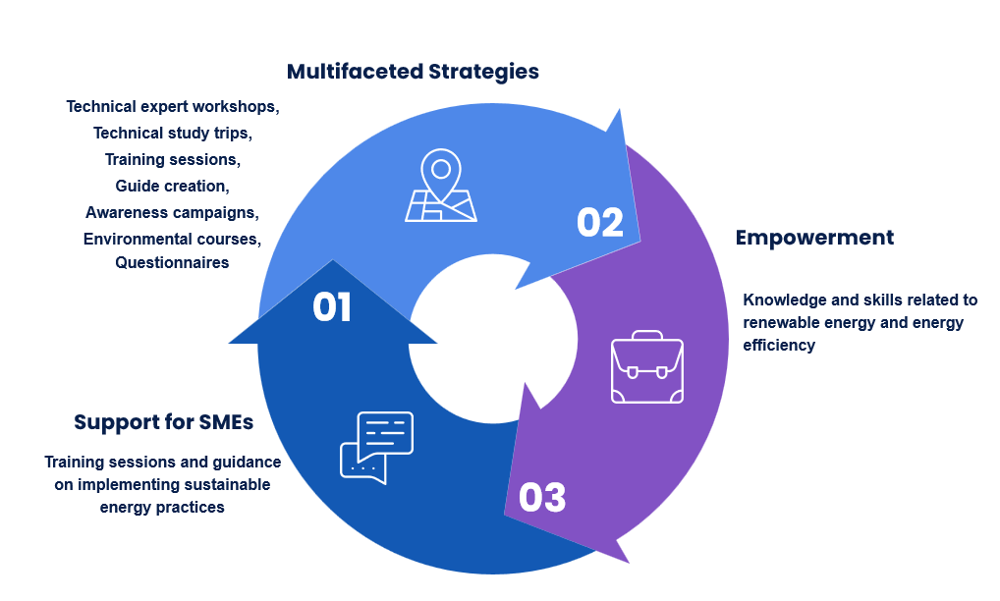 Multifaceted Strategies
Technical expert workshops,
Technical study trips,
Training sessions,
Guide creation,
Awareness campaigns,
Environmental courses,
Questionnaires
02
Empowerment
Knowledge and skills related to
renewable energy and energy
efficiency
01
Support for SMEs
Training sessions and guidance
on implementing sustainable
energy practices
03